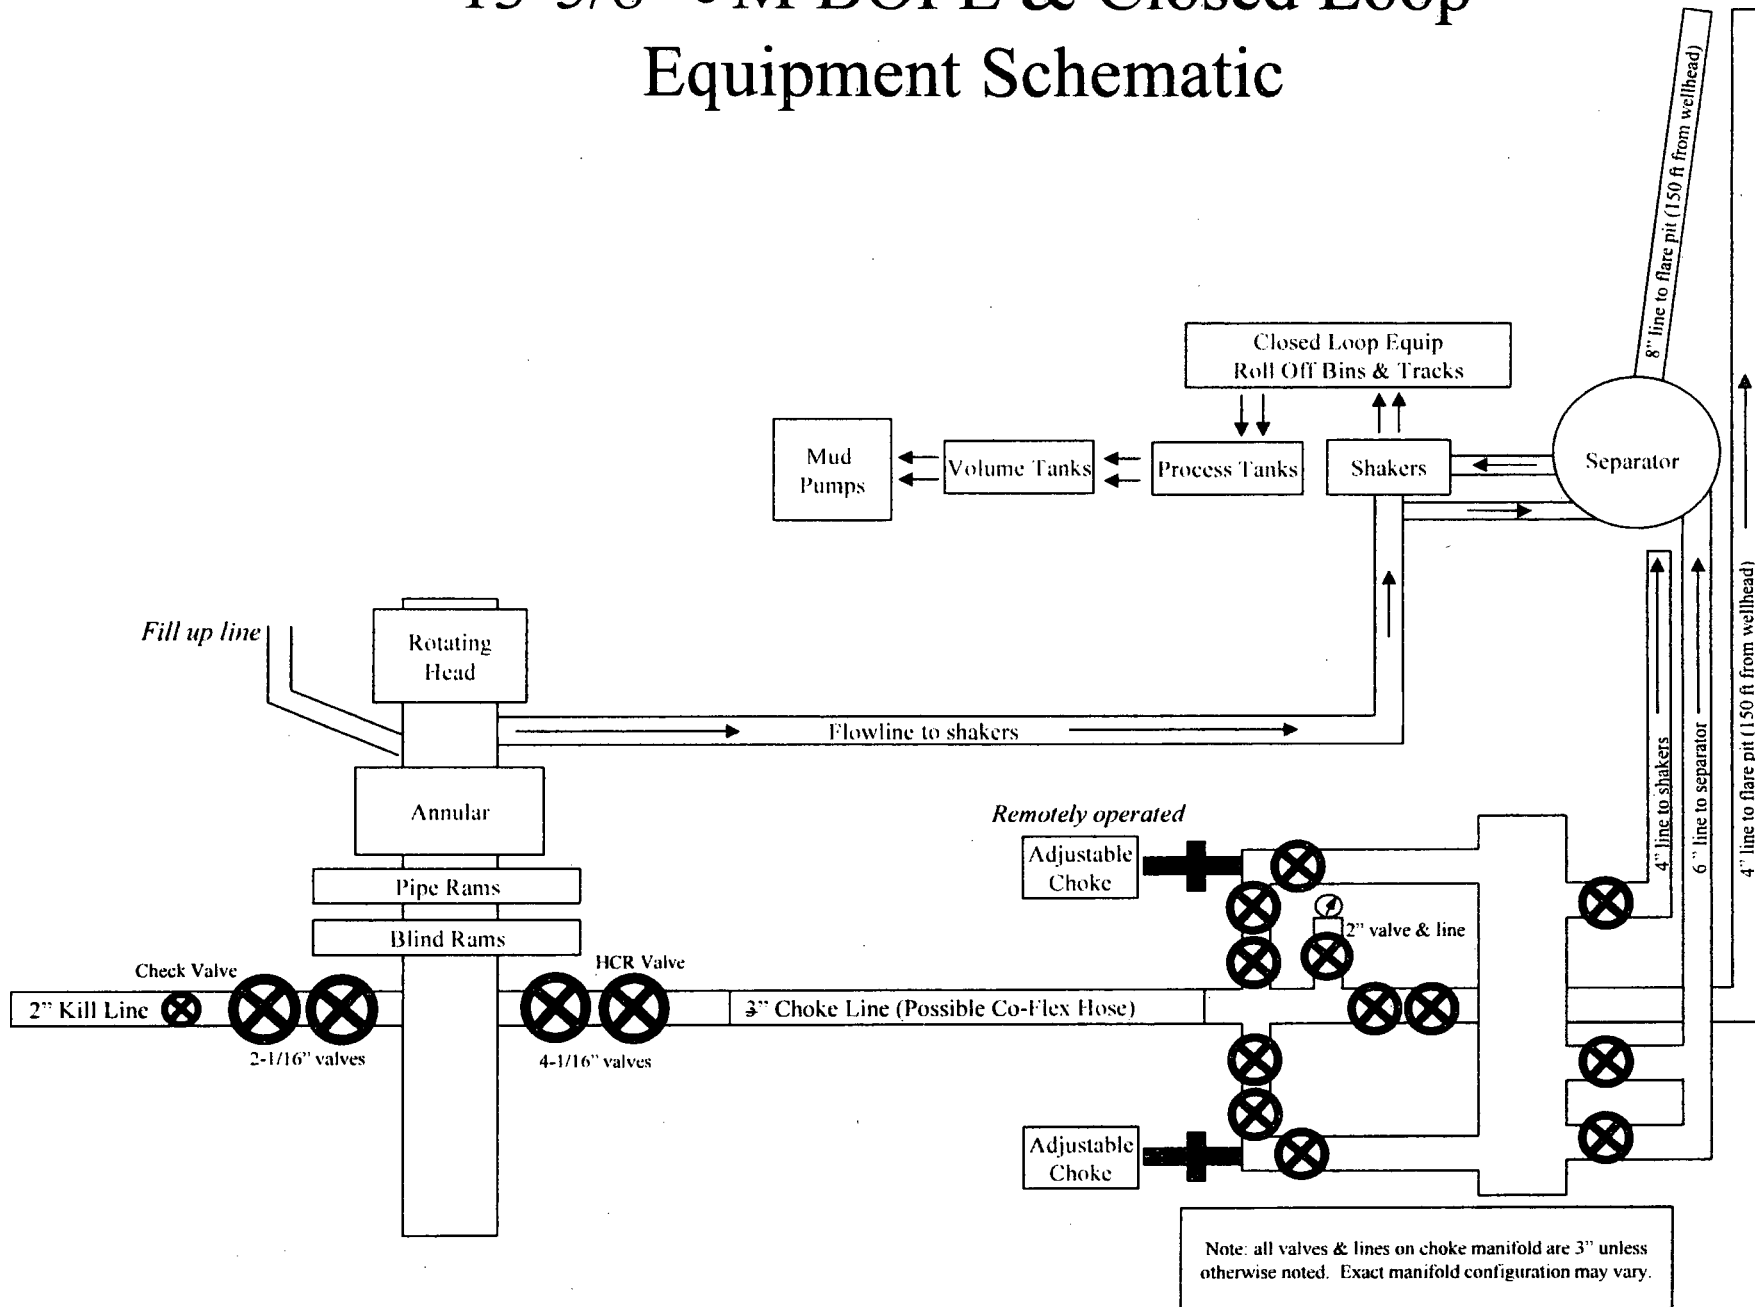 BOPE & Closed Loop
Equipment Schematic
8" line to flare pit (150 ft from wellhead)
Closed Loop Equip
Roll Off Bins & Tracks
Mud
Pumps
Volume Tanks
Process Tanks
Shakers
Separator
Fill up line
Rotating
Head
Flowline to shakers
Annular
Pipe Rams
Blind Rams
Check Valve
HCR Valve
2" Kill Line
3" Choke Line (Possible Co-Flex Hose)
2-1/16" valves
4-1/16" valves
Remotely operated
Adjustable
Choke
2" valve & line
Adjustable
Choke
4" line to shakers
6" line to separator
4" line to flare pit (150 ft from wellhead)
Note: all valves & lines on choke manifold are 3" unless
otherwise noted. Exact manifold configuration may vary.